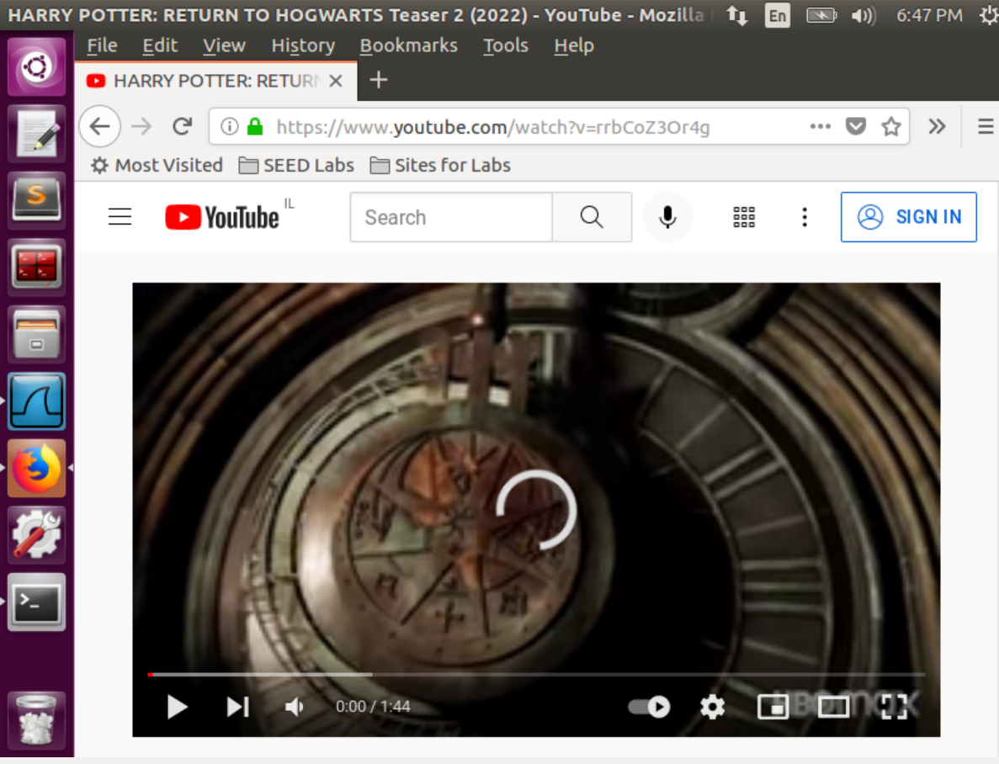 HARRY POTTER: RETURN TO HOGWARTS Teaser 2 (2022) - YouTube - Mozilla En 6:47 PM
File Edit View History Bookmarks Tools Help
HARRY POTTER: RETURN
https://www.youtube.com/watch?v=rrbCoZ3Or4g
Most Visited SEED Labs Sites for Labs
YouTube IL Search SIGN IN
0:00 / 1:44